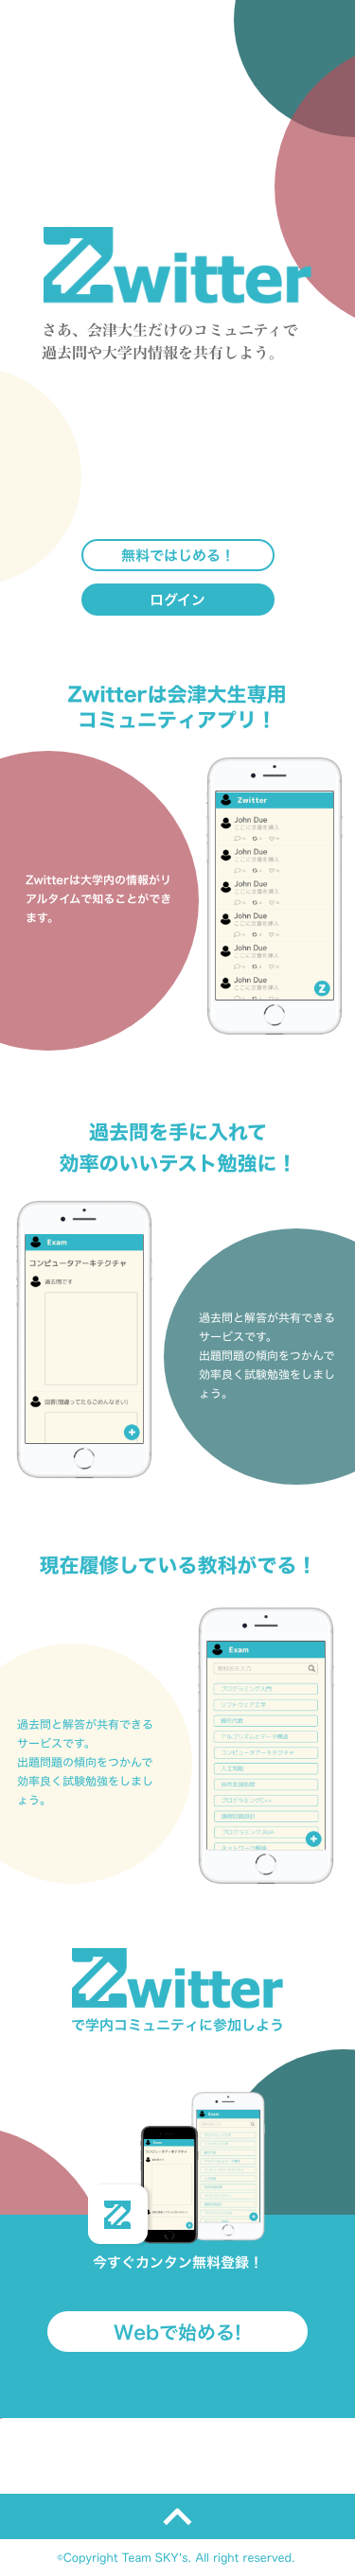 Zwitter
さあ、会津大生だけのコミュニティで
過去問や大学内情報を共有しよう。
無料ではじめる！
ログイン
Zwitterは会津大生専用
コミュニティアプリ！
Zwitterは大学内の情報がリ
アルタイムで知ることができ
ます。
Zwitter
John Due
ここに文章を挿入
John Due
ここに文章を挿入
John Due
ここに文章を挿入
John Due
ここに文章を挿入
John Due
ここに文章を挿入
John Due
ここに文章を挿入
過去問を手に入れて
効率のいいテスト勉強に！
Exam
コンピュータアーキテクチャ
過去問です
回答(間違ってたらごめんなさい)
過去問と解答が共有できる
サービスです。
出題問題の傾向をつかんで
効率良く試験勉強をしまし
ょう。
現在履修している教科がでる！
過去問と解答が共有できる
サービスです。
出題問題の傾向をつかんで
効率良く試験勉強をしまし
ょう。
Exam
教科名を入力
プログラミング入門
ソフトウェア工学
線形代数
アルゴリズムとデータ構造
コンピュータアーキテクチャ
人工知能
自然言語処理
プログラミングC++
論理回路設計
プログラミングJAVA
ネットワーク概論
Zwitter
で学内コミュニティに参加しよう
Exam
Exam
コンピュータアーキテクチャ
今すぐカンタン無料登録！
Webで始める!
©Copyright Team SKY's. All right reserved.